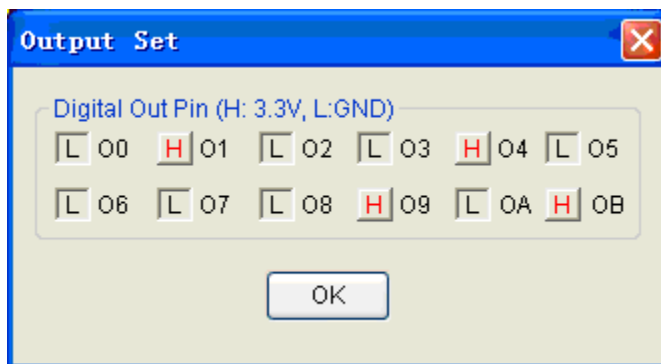 Output Set
Digital Out Pin (H: 3.3V, L:GND)
L O0 H O1 L O2 L O3 H O4 L O5
L O6 L O7 L O8 H O9 L OA H OB
OK